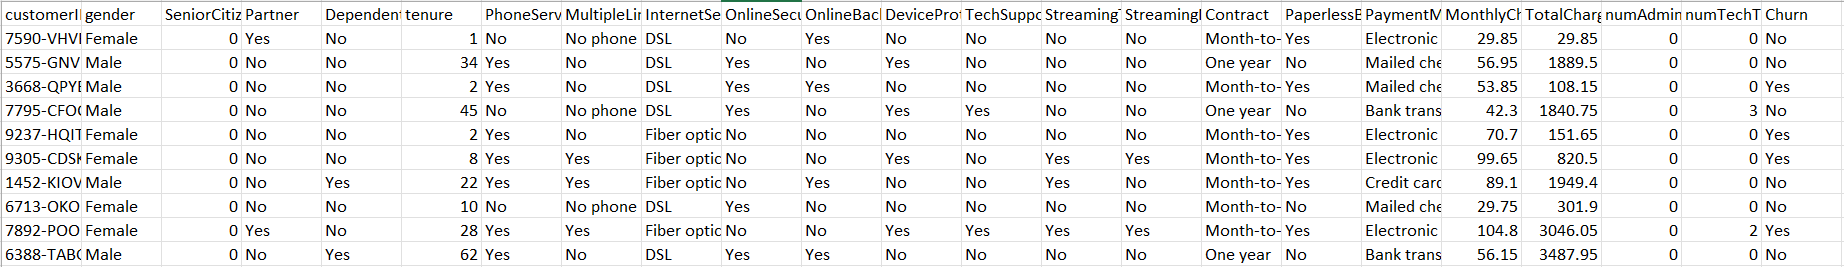 customerII gender SeniorCitiz Partner Dependent tenure PhoneServ MultipleLin InternetSe OnlineSecu OnlineBacl DeviceProt TechSuppo StreamingT StreamingI Contract PaperlessB PaymentM MonthlyCh TotalCharg numAdmin numTechT Churn
7590-VHVI Female 0 Yes No 1 No No phone DSL No Yes No No No No Month-to- Yes Electronic 29.85 29.85 0 0 No
5575-GNV Male 0 No No 34 Yes No DSL Yes No Yes No No No One year No Mailed che 56.95 1889.5 0 0 No
3668-QPYE Male 0 No No 2 Yes No DSL Yes Yes No No No No Month-to- Yes Mailed che 53.85 108.15 0 0 Yes
7795-CFOC Male 0 No No 45 No No phone DSL Yes No Yes Yes No No One year No Bank trans 42.3 1840.75 0 3 No
9237-HQIT Female 0 No No 2 Yes No Fiber optic No No No No No No Month-to- Yes Electronic 70.7 151.65 0 0 Yes
9305-CDSK Female 0 No No 8 Yes Yes Fiber optic No No Yes No Yes Yes Month-to- Yes Electronic 99.65 820.5 0 0 Yes
1452-KIOV Male 0 No Yes 22 Yes Yes Fiber optic No Yes No No Yes No Month-to- Yes Credit card 89.1 1949.4 0 0 No
6713-OKO Female 0 No No 10 No No phone DSL Yes No No No No No Month-to- No Mailed che 29.75 301.9 0 0 No
7892-POO Female 0 Yes No 28 Yes Yes Fiber optic No No Yes Yes Yes Yes Month-to- Yes Electronic 104.8 3046.05 0 2 Yes
6388-TABC Male 0 No Yes 62 Yes No DSL Yes Yes No No No No One year No Bank trans 56.15 3487.95 0 0 No